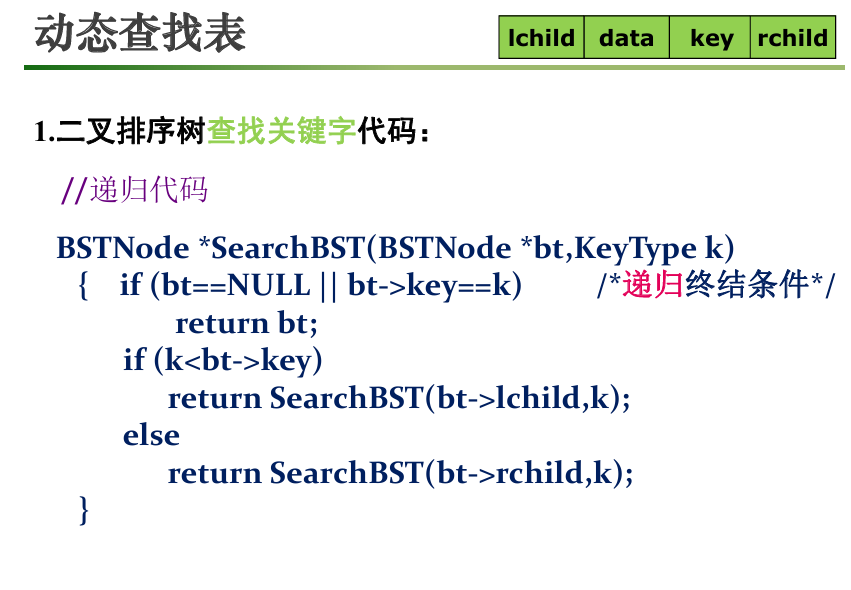 动态查找表
lchild data key rchild
1.二叉排序树查找关键字代码：
//递归代码
BSTNode *SearchBST(BSTNode *bt,KeyType k)
{ if (bt==NULL || bt->key==k) /*递归终结条件*/
return bt;
if (k<bt->key)
return SearchBST(bt->lchild,k);
else
return SearchBST(bt->rchild,k);
}